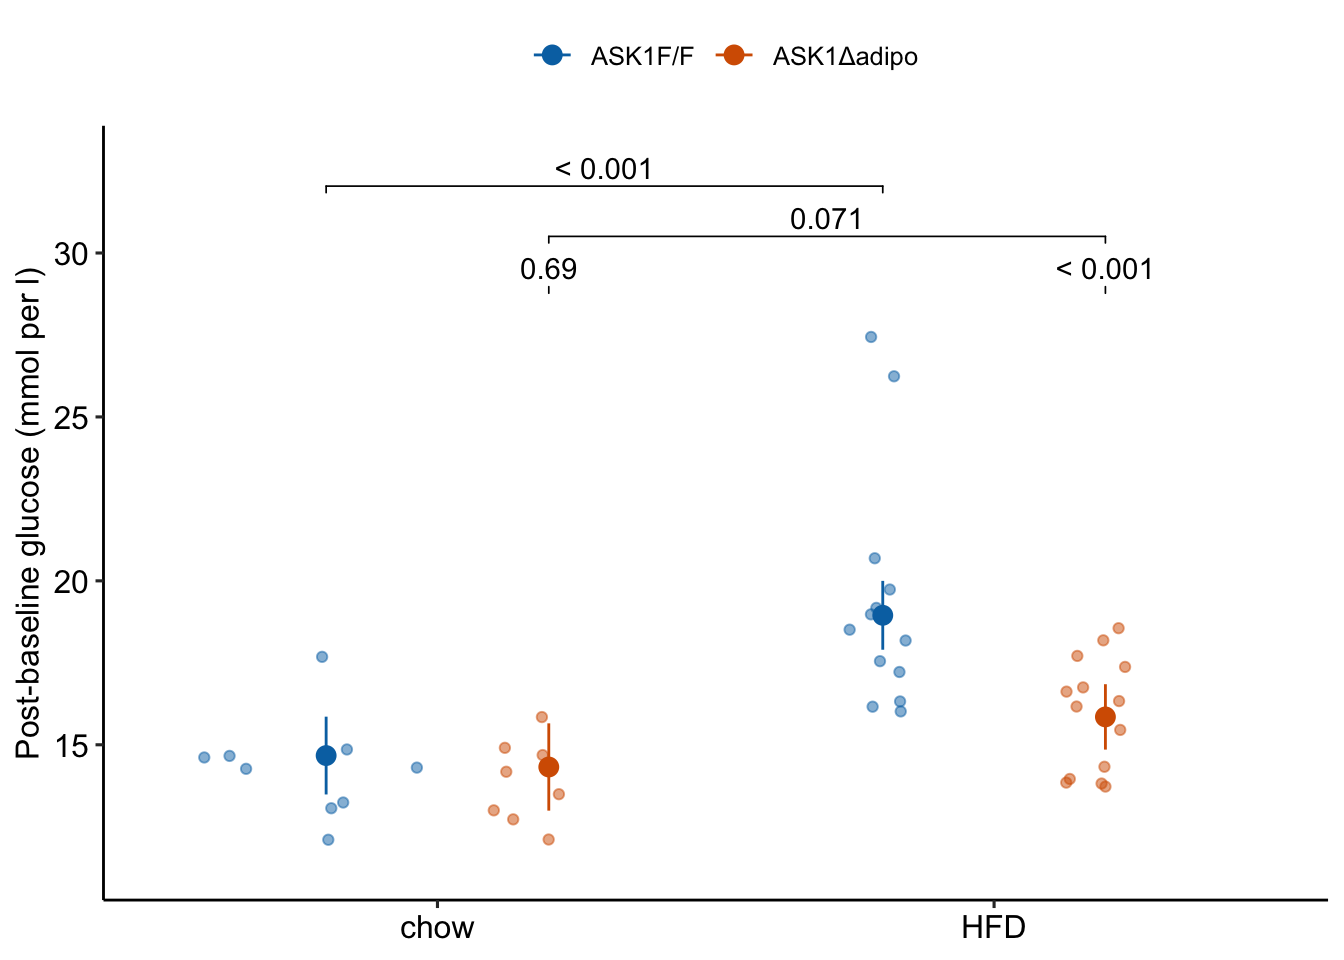 ASK1F/F ASK1Δadipo
< 0.001
0.071
0.69 < 0.001
30
25
20
15
Post-baseline glucose (mmol per l)
chow HFD